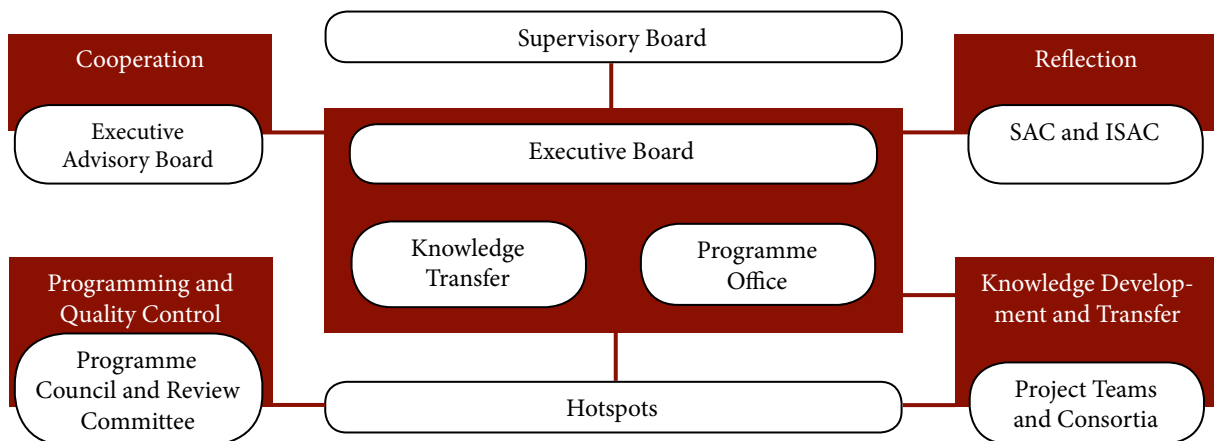 Supervisory Board
Cooperation
Executive
Advisory Board
Reflection
SAC and ISAC
Executive Board
Knowledge
Transfer
Programme
Office
Programming and
Quality Control
Programme
Council and Review
Committee
Hotspots
Knowledge Develop-
ment and Transfer
Project Teams
and Consortia